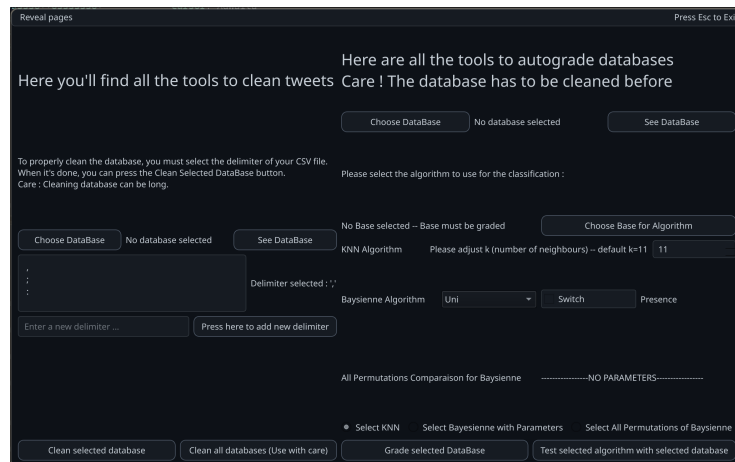 Reveal pages
Press Esc to Exi
Here you'll find all the tools to clean tweets
To properly clean the database, you must select the delimiter of your CSV file.
When it's done, you can press the Clean Selected DataBase button.
Care : Cleaning database can be long.
Choose DataBase
No database selected
See DataBase
,
;
:
Delimiter selected : ','
Enter a new delimiter ...
Press here to add new delimiter
Clean selected database
Clean all databases (Use with care)
Here are all the tools to autograde databases
Care ! The database has to be cleaned before
Choose DataBase
No database selected
See DataBase
Please select the algorithm to use for the classification :
No Base selected -- Base must be graded
Choose Base for Algorithm
KNN Algorithm
Please adjust k (number of neighbours) -- default k=11
11
Baysienne Algorithm
Uni
Switch
Presence
All Permutations Comparaison for Baysienne
-----------------NO PARAMETERS----------------
Select KNN
Select Bayesienne with Parameters
Select All Permutations of Baysienne
Grade selected DataBase
Test selected algorithm with selected database